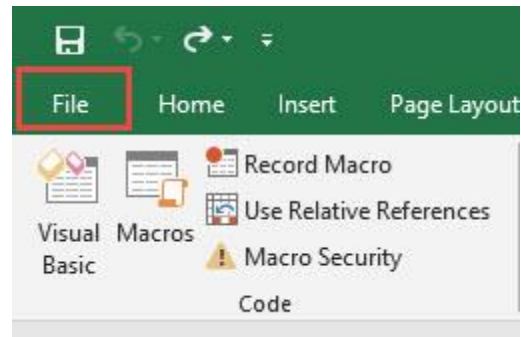 File Home Insert Page Layout
Record Macro
Use Relative References
Visual Basic
Macros
Macro Security
Code